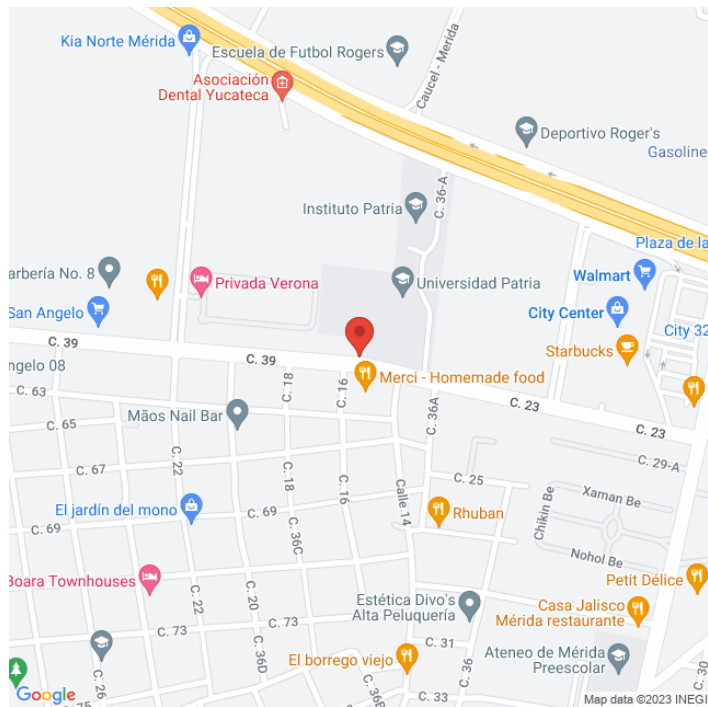 Kia Norte Mérida
Escuela de Futbol Rogers
Asociación
Dental Yucateca
Caucel - Merida
Deportivo Roger's
Gasoline
C. 36-A
Instituto Patria
Plaza de la
arbería No. 8
Privada Verona
Universidad Patria
Walmart
San Angelo
City Center
City 32
Starbucks
C. 39
C. 39
ngelo 08
C. 18
C. 16
Merci - Homemade food
C. 63
Mãos Nail Bar
C. 36A
C. 23
C. 23
C. 65
C. 22
C. 29-A
C. 67
C. 18
C. 16
C. 25
Calle 14
Xaman Be
Chikin Be
El jardín del mono
C. 69
C. 69
C. 36C
Rhuban
Nohol Be
Boara Townhouses
C. 22
C. 20
Petit Délice
Estética Divo's
Alta Peluquería
Casa Jalisco
Mérida restaurante
C. 73
C. 73
C. 31
C. 26
C. 36D
El borrego viejo
C. 36
Ateneo de Mérida
Preescolar
C. 30
C. 36B
C. 33
Google
Map data ©2023 INEGI